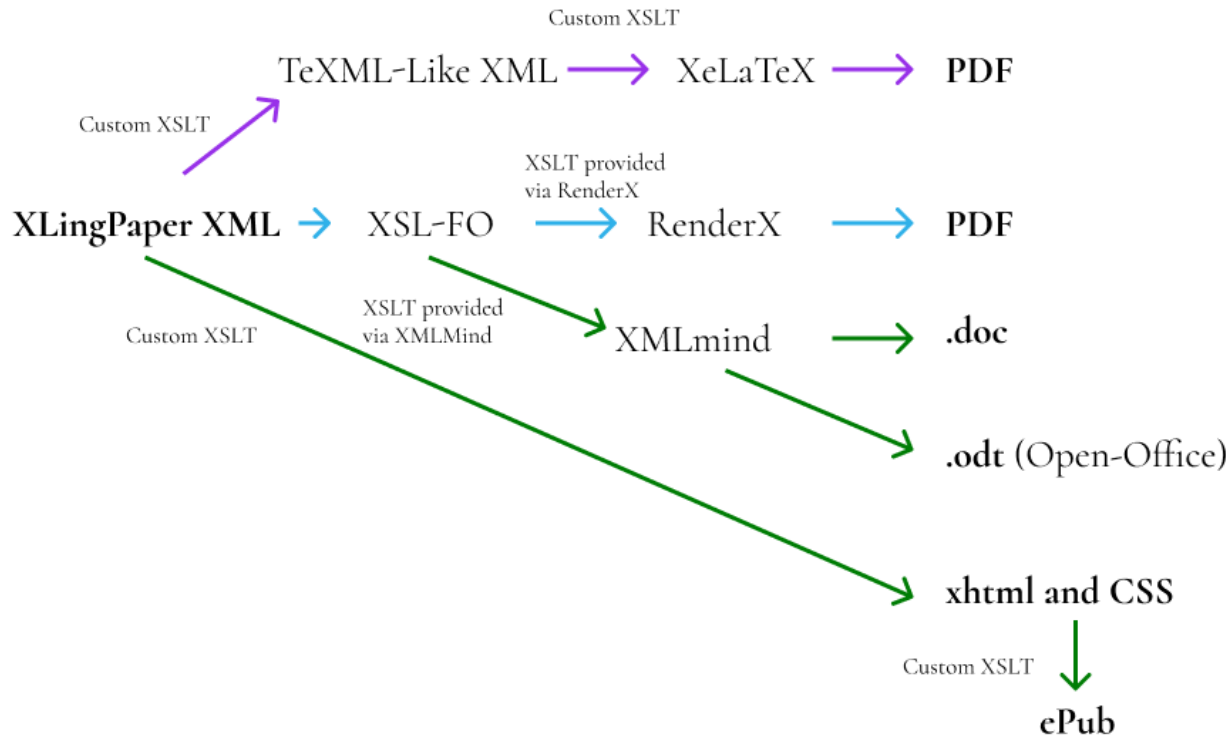 Custom XSLT
TeXML-Like XML
XeLaTeX
PDF
Custom XSLT
XSLT provided
via RenderX
XLingPaper XML
XSL-FO
RenderX
PDF
XSLT provided
via XMLMind
Custom XSLT
XMLmind
.doc
.odt (Open-Office)
xhtml and CSS
Custom XSLT
ePub